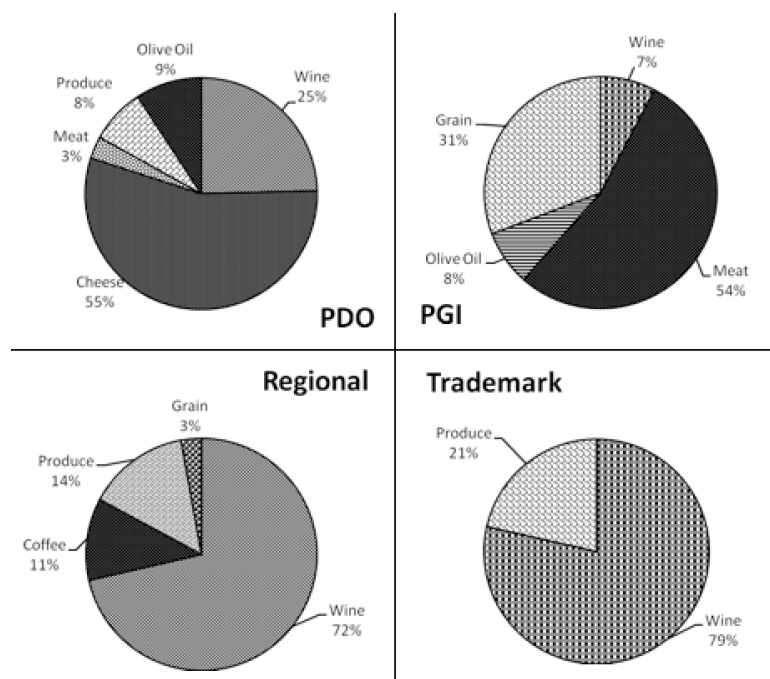 Olive Oil
9%
Wine
25%
Produce
8%
Meat
3%
Cheese
55%
PDO
Wine
7%
Grain
31%
Olive Oil
8%
Meat
54%
PGI
Regional
Grain
3%
Produce
14%
Coffee
11%
Wine
72%
Trademark
Produce
21%
Wine
79%